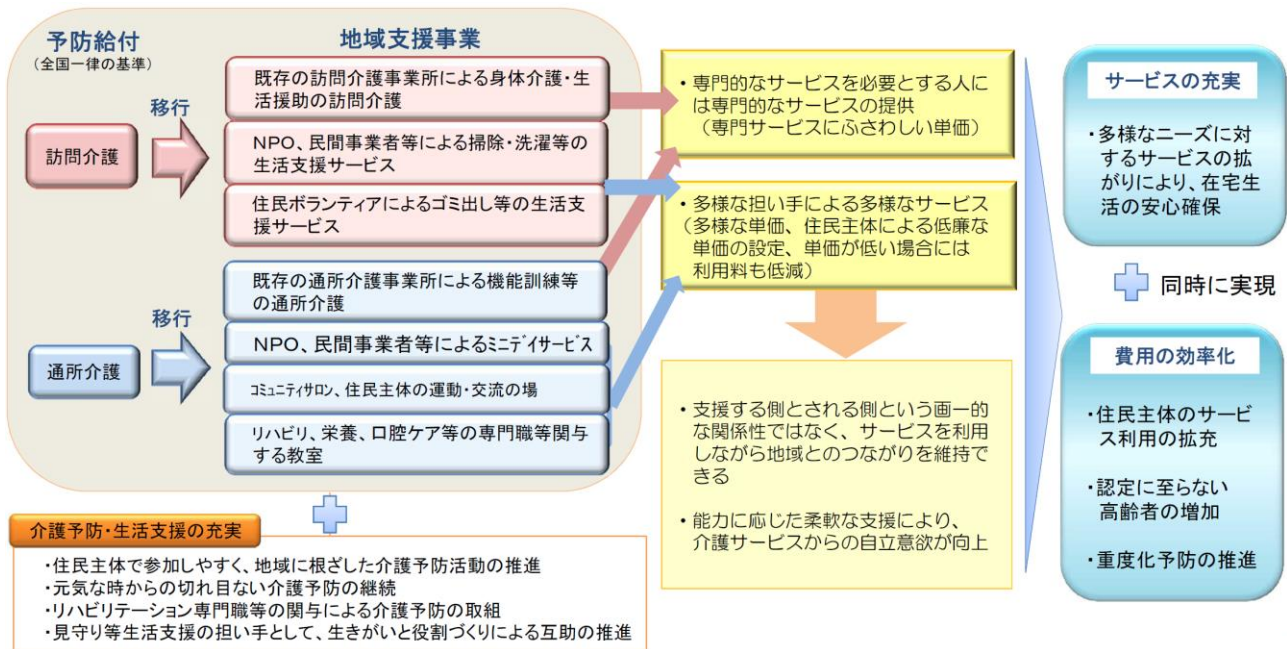 予防給付
(全国一律の基準)
地域支援事業
移行
訪問介護
既存の訪問介護事業所による身体介護・生
活援助の訪問介護
NPO、民間事業者等による掃除・洗濯等の
生活支援サービス
住民ボランティアによるゴミ出し等の生活支
援サービス
移行
通所介護
既存の通所介護事業所による機能訓練等
の通所介護
NPO、民間事業者等によるミニデイサービス
コミュニティサロン、住民主体の運動・交流の場
リハビリ、栄養、口腔ケア等の専門職等関与
する教室
介護予防・生活支援の充実
・住民主体で参加しやすく、地域に根ざした介護予防活動の推進
・元気な時からの切れ目ない介護予防の継続
・リハビリテーション専門職等の関与による介護予防の取組
・見守り等生活支援の担い手として、生きがいと役割づくりによる互助の推進
・専門的なサービスを必要とする人に
は専門的なサービスの提供
(専門サービスにふさわしい単価)
・多様な担い手による多様なサービス
(多様な単価、住民主体による低廉な
単価の設定、単価が低い場合には
利用料も低減)
・支援する側とされる側という画一的
な関係性ではなく、サービスを利用
しながら地域とのつながりを維持で
きる
・能力に応じた柔軟な支援により、
介護サービスからの自立意欲が向上
サービスの充実
・多様なニーズに対
するサービスの拡
がりにより、在宅生
活の安心確保
同時に実現
費用の効率化
・住民主体のサービ
ス利用の拡充
・認定に至らない
高齢者の増加
・重度化予防の推進